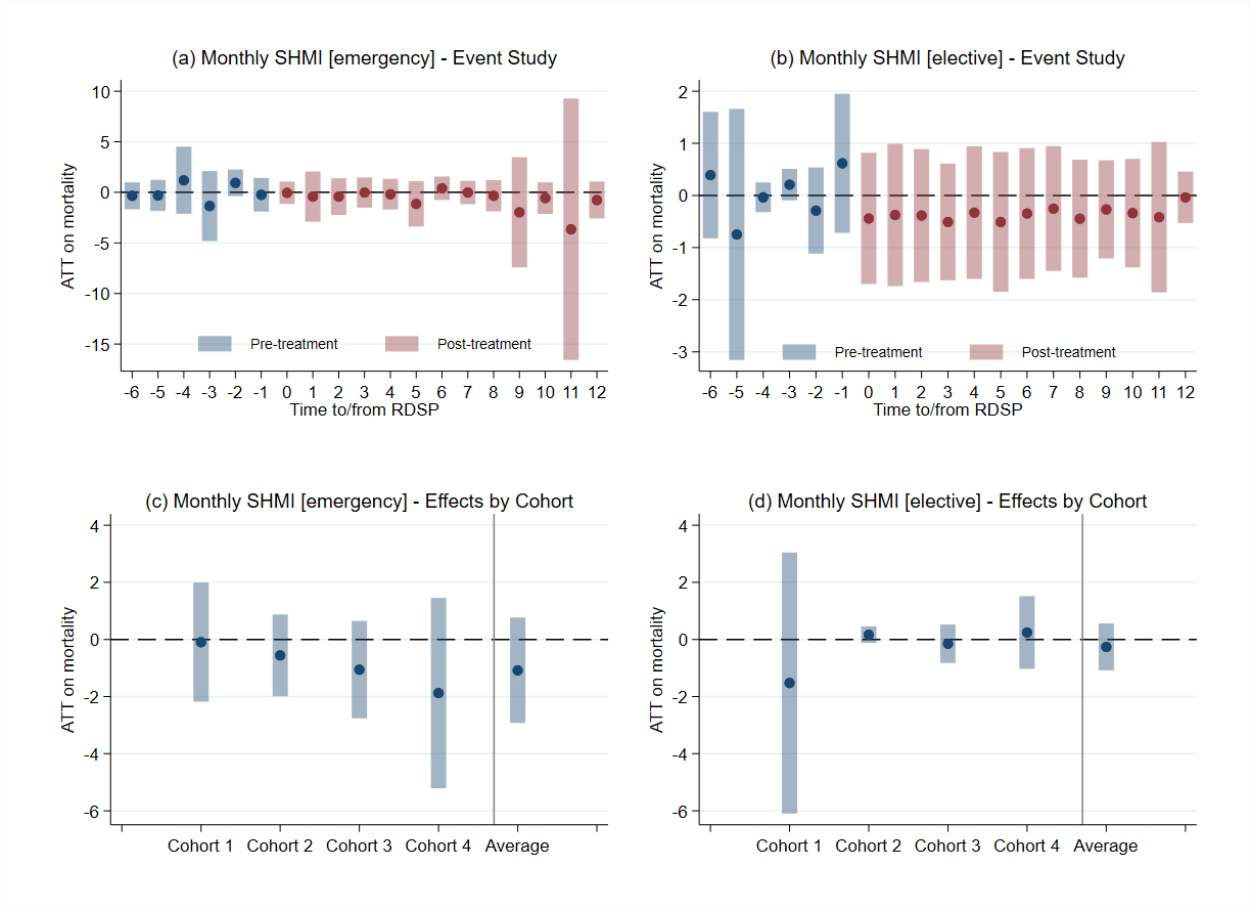 (a) Monthly SHMI [emergency] - Event Study
10
5
0
-5
-10
-15
ATT on mortality
Pre-treatment Post-treatment
-6 -5 -4 -3 -2 -1 0 1 2 3 4 5 6 7 8 9 10 11 12
Time to/from RDSP
(b) Monthly SHMI [elective] - Event Study
2
1
0
-1
-2
-3
ATT on mortality
Pre-treatment Post-treatment
-6 -5 -4 -3 -2 -1 0 1 2 3 4 5 6 7 8 9 10 11 12
Time to/from RDSP
(c) Monthly SHMI [emergency] - Effects by Cohort
4
2
0
-2
-4
-6
ATT on mortality
Cohort 1 Cohort 2 Cohort 3 Cohort 4 Average
(d) Monthly SHMI [elective] - Effects by Cohort
4
2
0
-2
-4
-6
ATT on mortality
Cohort 1 Cohort 2 Cohort 3 Cohort 4 Average